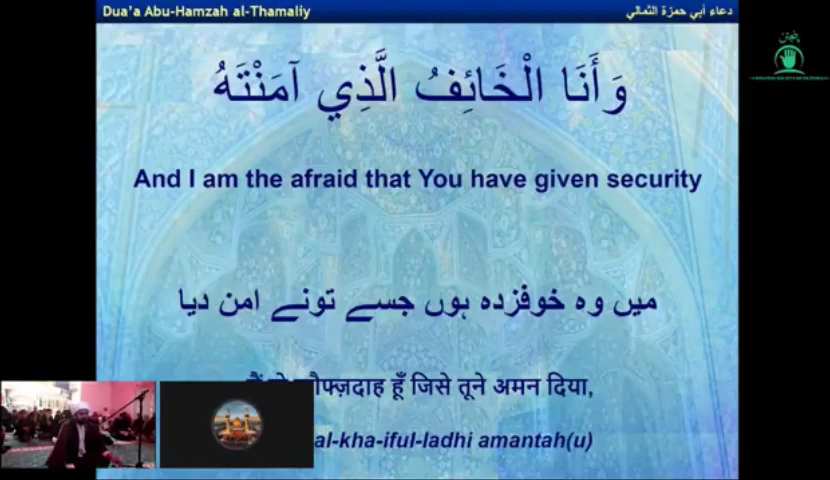 Dua'a Abu-Hamzah al-Thamaliy
دعاء أبي حمزة الثمالي
پنجتن
وَ أَنَا الْخَائِفُ الَّذِي آمَنْتَهُ
And I am the afraid that You have given security
میں وہ خوفزدہ ہوں جسے تونے امن دیا
हूँ जिसे तूने अमन दिया,
al-kha-iful-ladhi amantah(u)